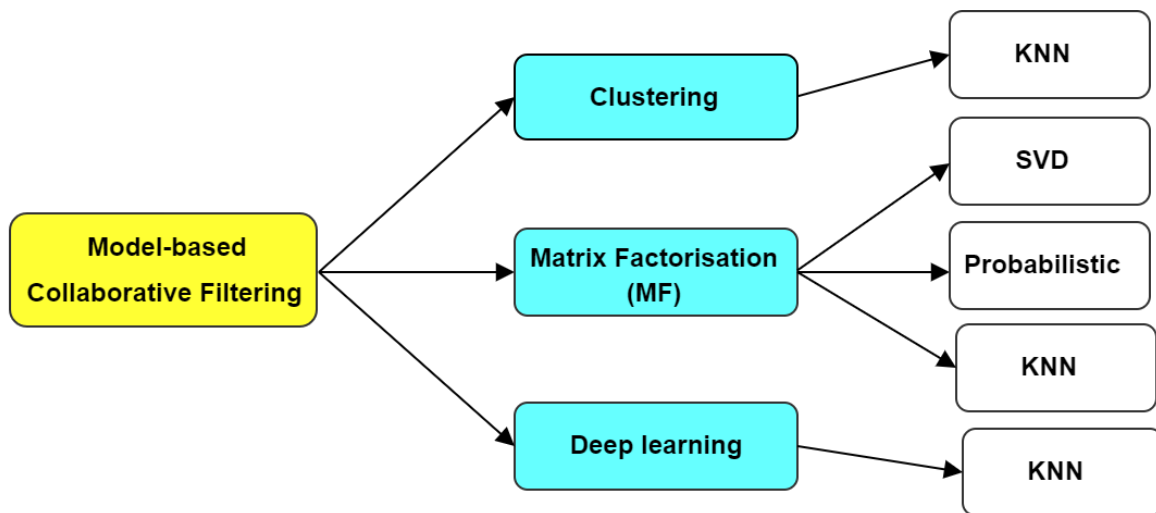 Model-based
Collaborative Filtering
Clustering
Matrix Factorisation
(MF)
Deep learning
KNN
SVD
Probabilistic
KNN
KNN